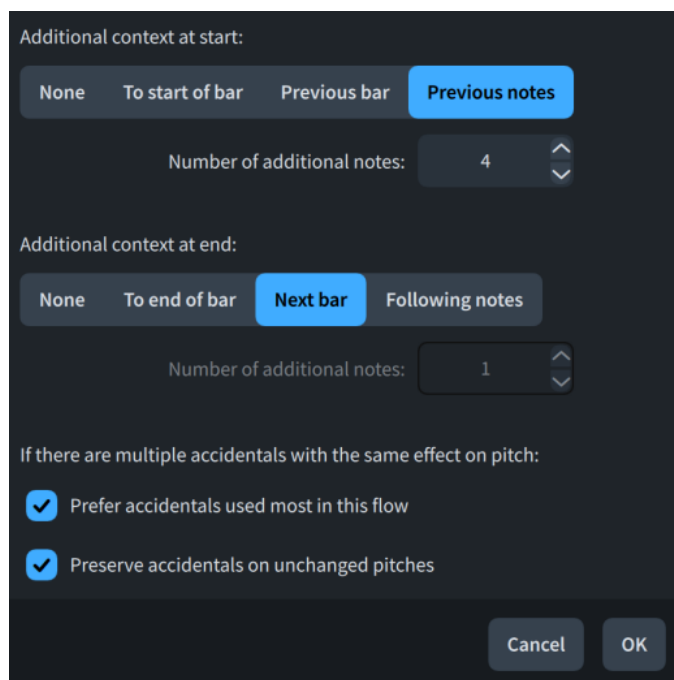 Additional context at start:
None To start of bar Previous bar Previous notes
Number of additional notes: 4
Additional context at end:
None To end of bar Next bar Following notes
Number of additional notes: 1
If there are multiple accidentals with the same effect on pitch:
Prefer accidentals used most in this flow
Preserve accidentals on unchanged pitches
Cancel OK